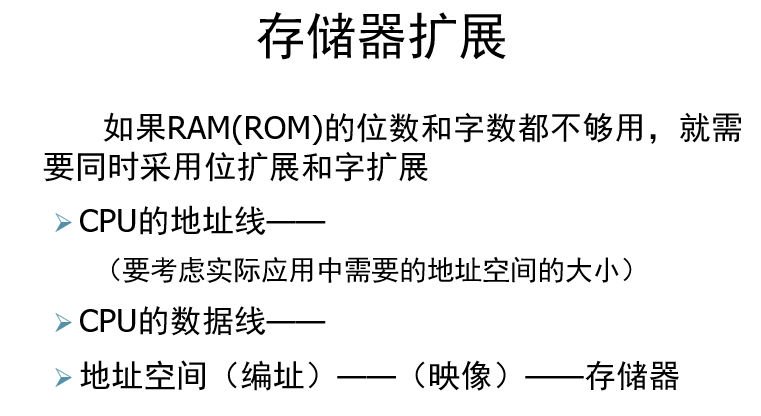 存储器扩展
如果RAM(ROM)的位数和字数都不够用，就需
要同时采用位扩展和字扩展
CPU的地址线——
（要考虑实际应用中需要的地址空间的大小）
CPU的数据线——
地址空间（编址）——（映像）——存储器